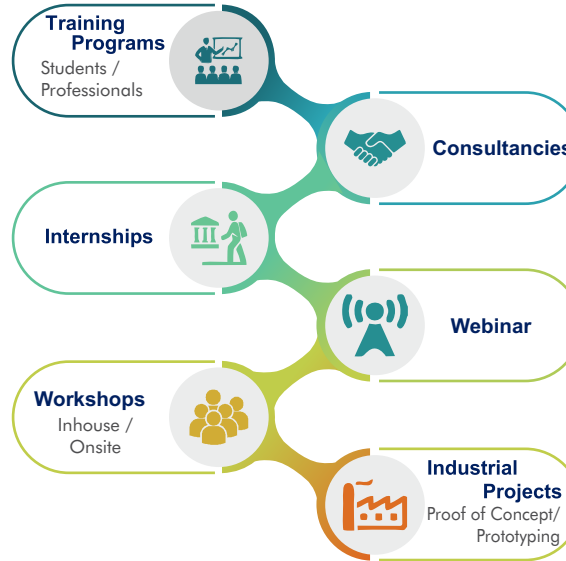 Training
Programs
Students /
Professionals
Consultancies
Internships
Webinar
Workshops
Inhouse /
Onsite
Industrial
Projects
Proof of Concept/
Prototyping